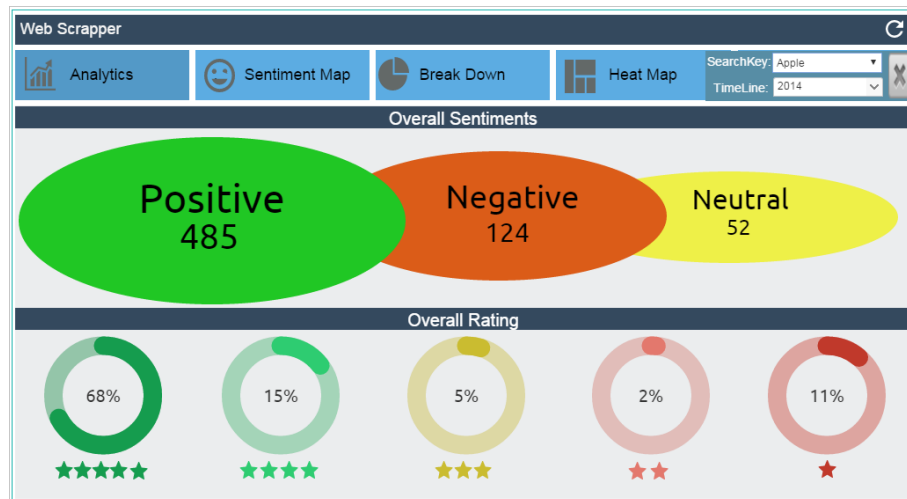 Web Scrapper
Analytics
Sentiment Map
Break Down
Heat Map
SearchKey: Apple
TimeLine: 2014
Overall Sentiments
Positive
485
Negative
124
Neutral
52
Overall Rating
68%
15%
5%
2%
11%